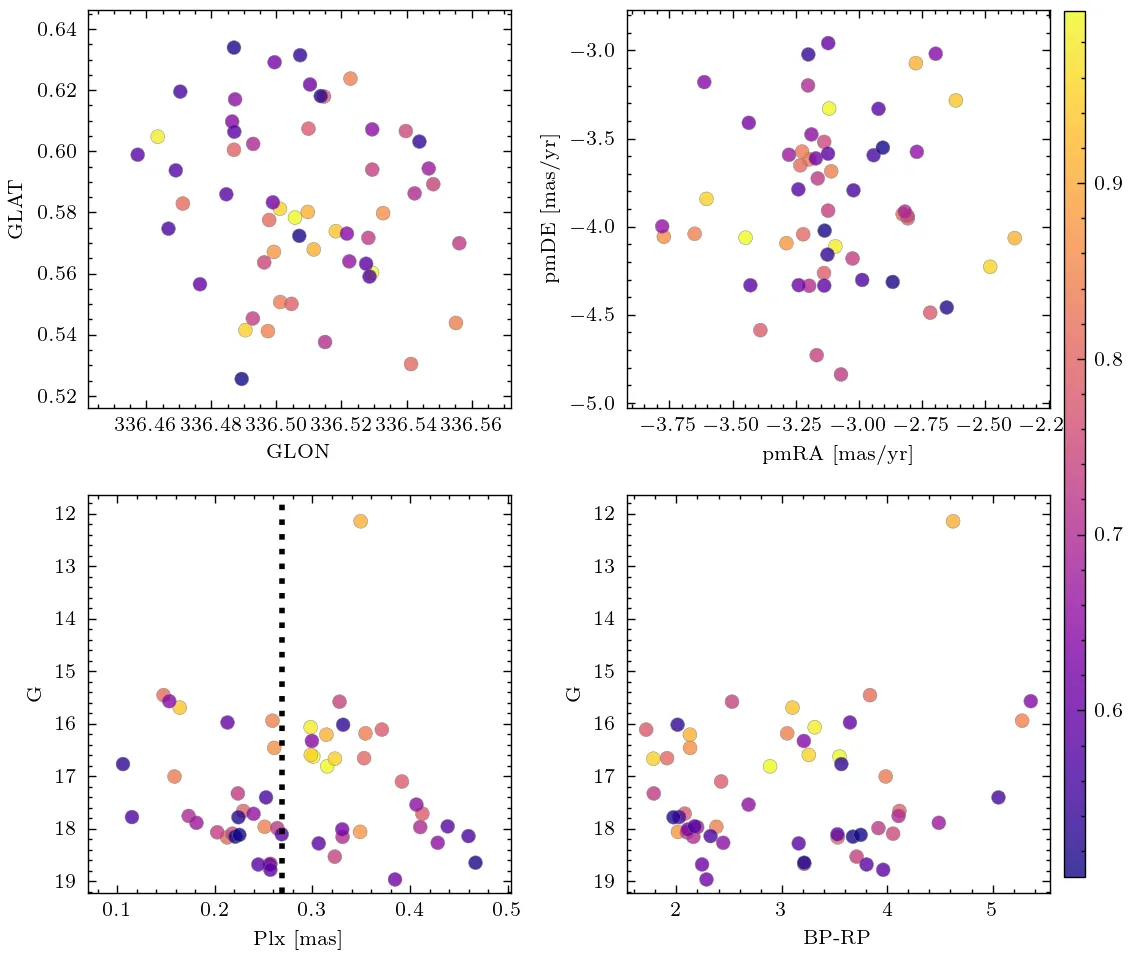 0.64
0.62
0.60
0.58
0.56
0.54
0.52
GLAT
336.46 336.48 336.50 336.52 336.54 336.56
GLON
−3.0
−3.5
−4.0
−4.5
−5.0
pmDE [mas/yr]
−3.75 −3.50 −3.25 −3.00 −2.75 −2.50 −2.2
pmRA [mas/yr]
0.9
0.8
0.7
0.6
12
13
14
15
16
17
18
19
G
0.1 0.2 0.3 0.4 0.5
Plx [mas]
12
13
14
15
16
17
18
19
G
2 3 4 5
BP-RP